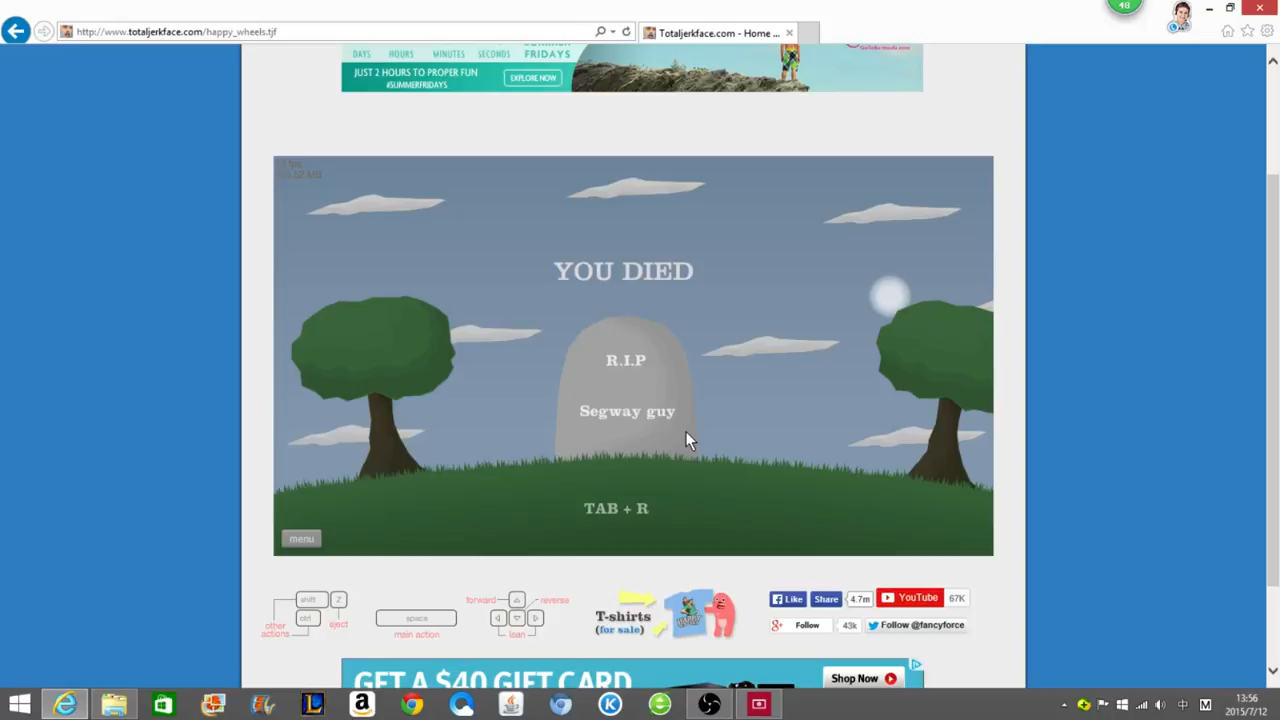 48
http://www.totaljerkface.com/happy_wheels.tjf
Totaljerkface.com - Home ...
SUMMER
DAYS HOURS MINUTES SECONDS FRIDAYS
JUST 2 HOURS TO PROPER FUN
#SUMMERFRIDAYS
EXPLORE NOW
YOU DIED
R.I.P
Segway guy
TAB + R
menu
shift Z
ctrl eject
other
actions
space
main action
forward reverse
lean
T-shirts
(for sale)
Like Share 4.7m YouTube 67K
Follow 43k Follow @fancyforce
GET A $40 GIFT CARD
Shop Now
中 M
13:56
2015/7/12